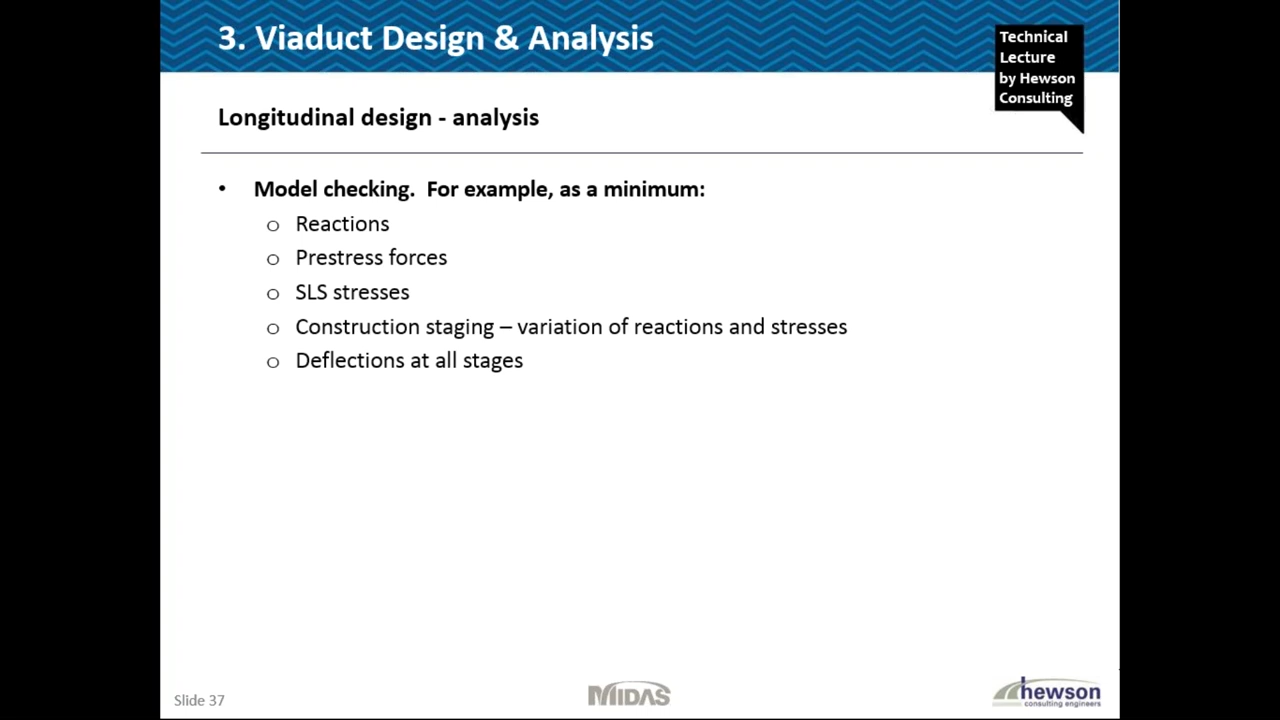 3. Viaduct Design & Analysis
Technical
Lecture
by Hewson
Consulting
Longitudinal design - analysis
• Model checking.  For example, as a minimum:
o Reactions
o Prestress forces
o SLS stresses
o Construction staging – variation of reactions and stresses
o Deflections at all stages
Slide 37
MIDAS
hewson
consulting engineers